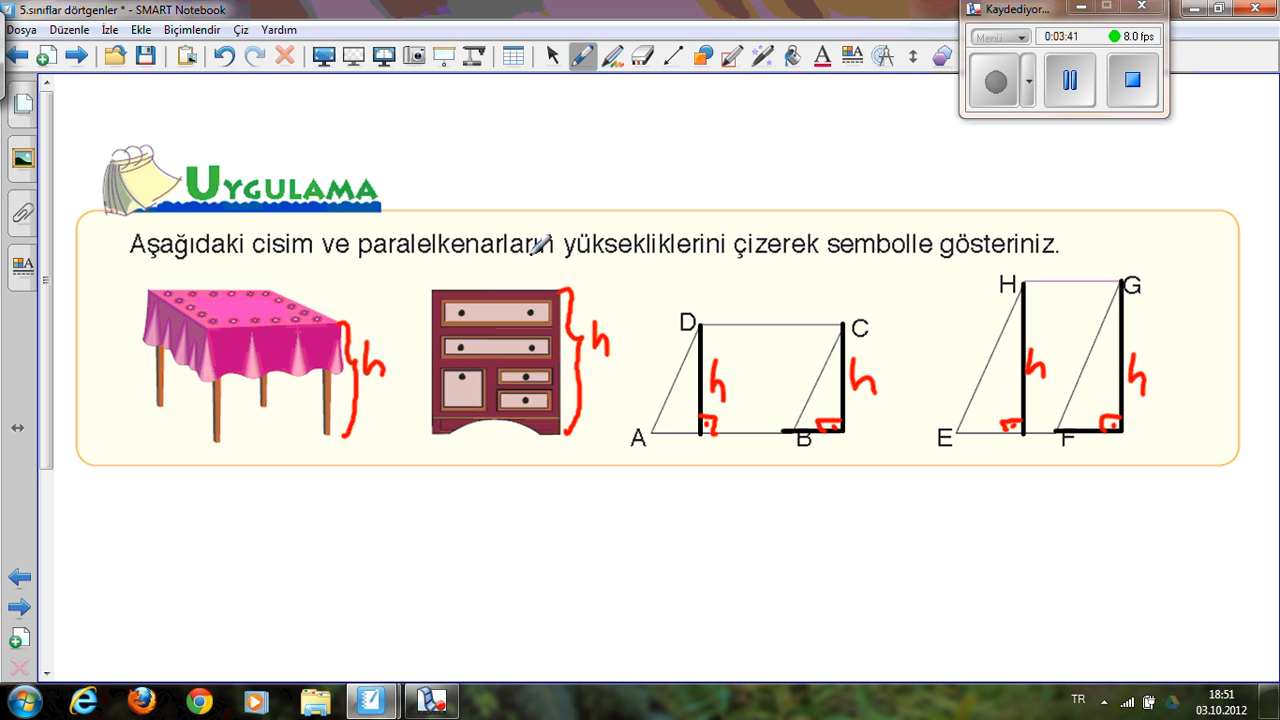 5.sınıflar dörtgenler * - SMART Notebook
Kaydediyor...
Dosya Düzenle İzle Ekle Biçimlendir Çiz Yardım
Menü 0:03:41 8.0 fps
UYGULAMA
Aşağıdaki cisim ve paralelkenarların yüksekliklerini çizerek sembolle gösteriniz.
H G
D C
h h h h h h
A B E F
TR 18:51
03.10.2012